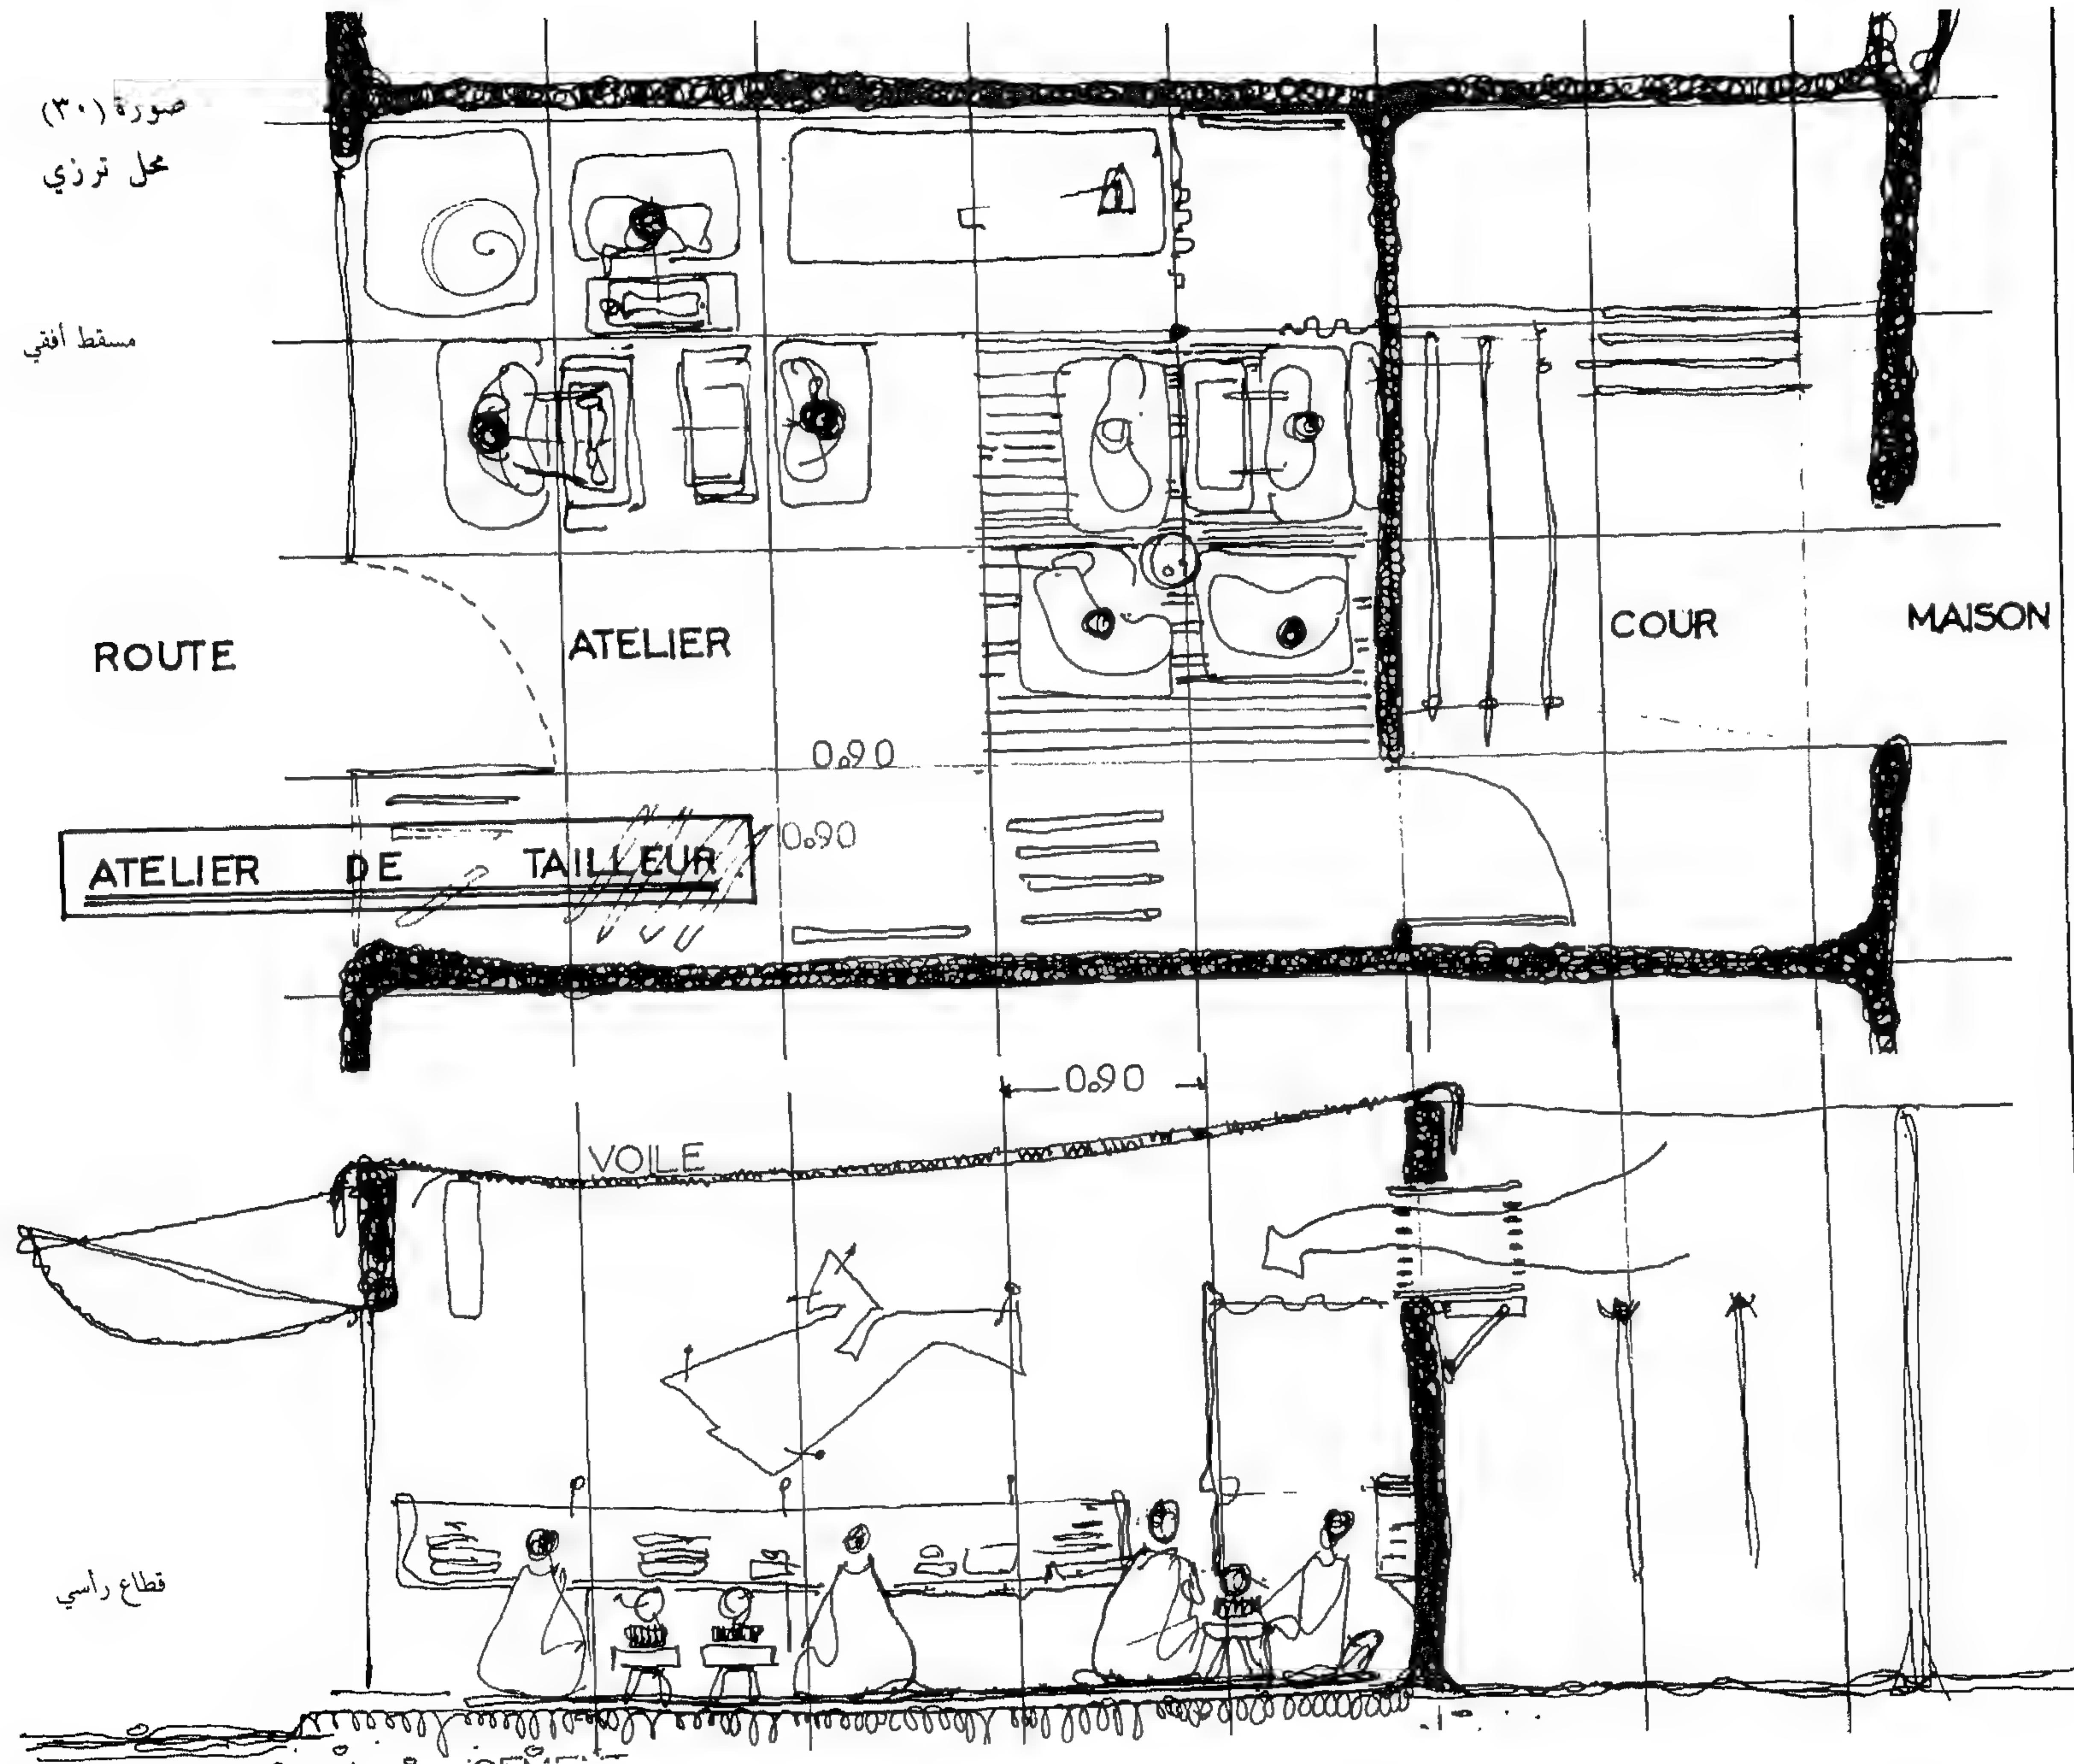 صورة (٣٠)
محل ترزي
مسقط أفقي
ROUTE
ATELIER
COUR
MAISON
0.90
0.90
ATELIER DE TAILLEUR
0.90
VOILE
قطاع رأسي